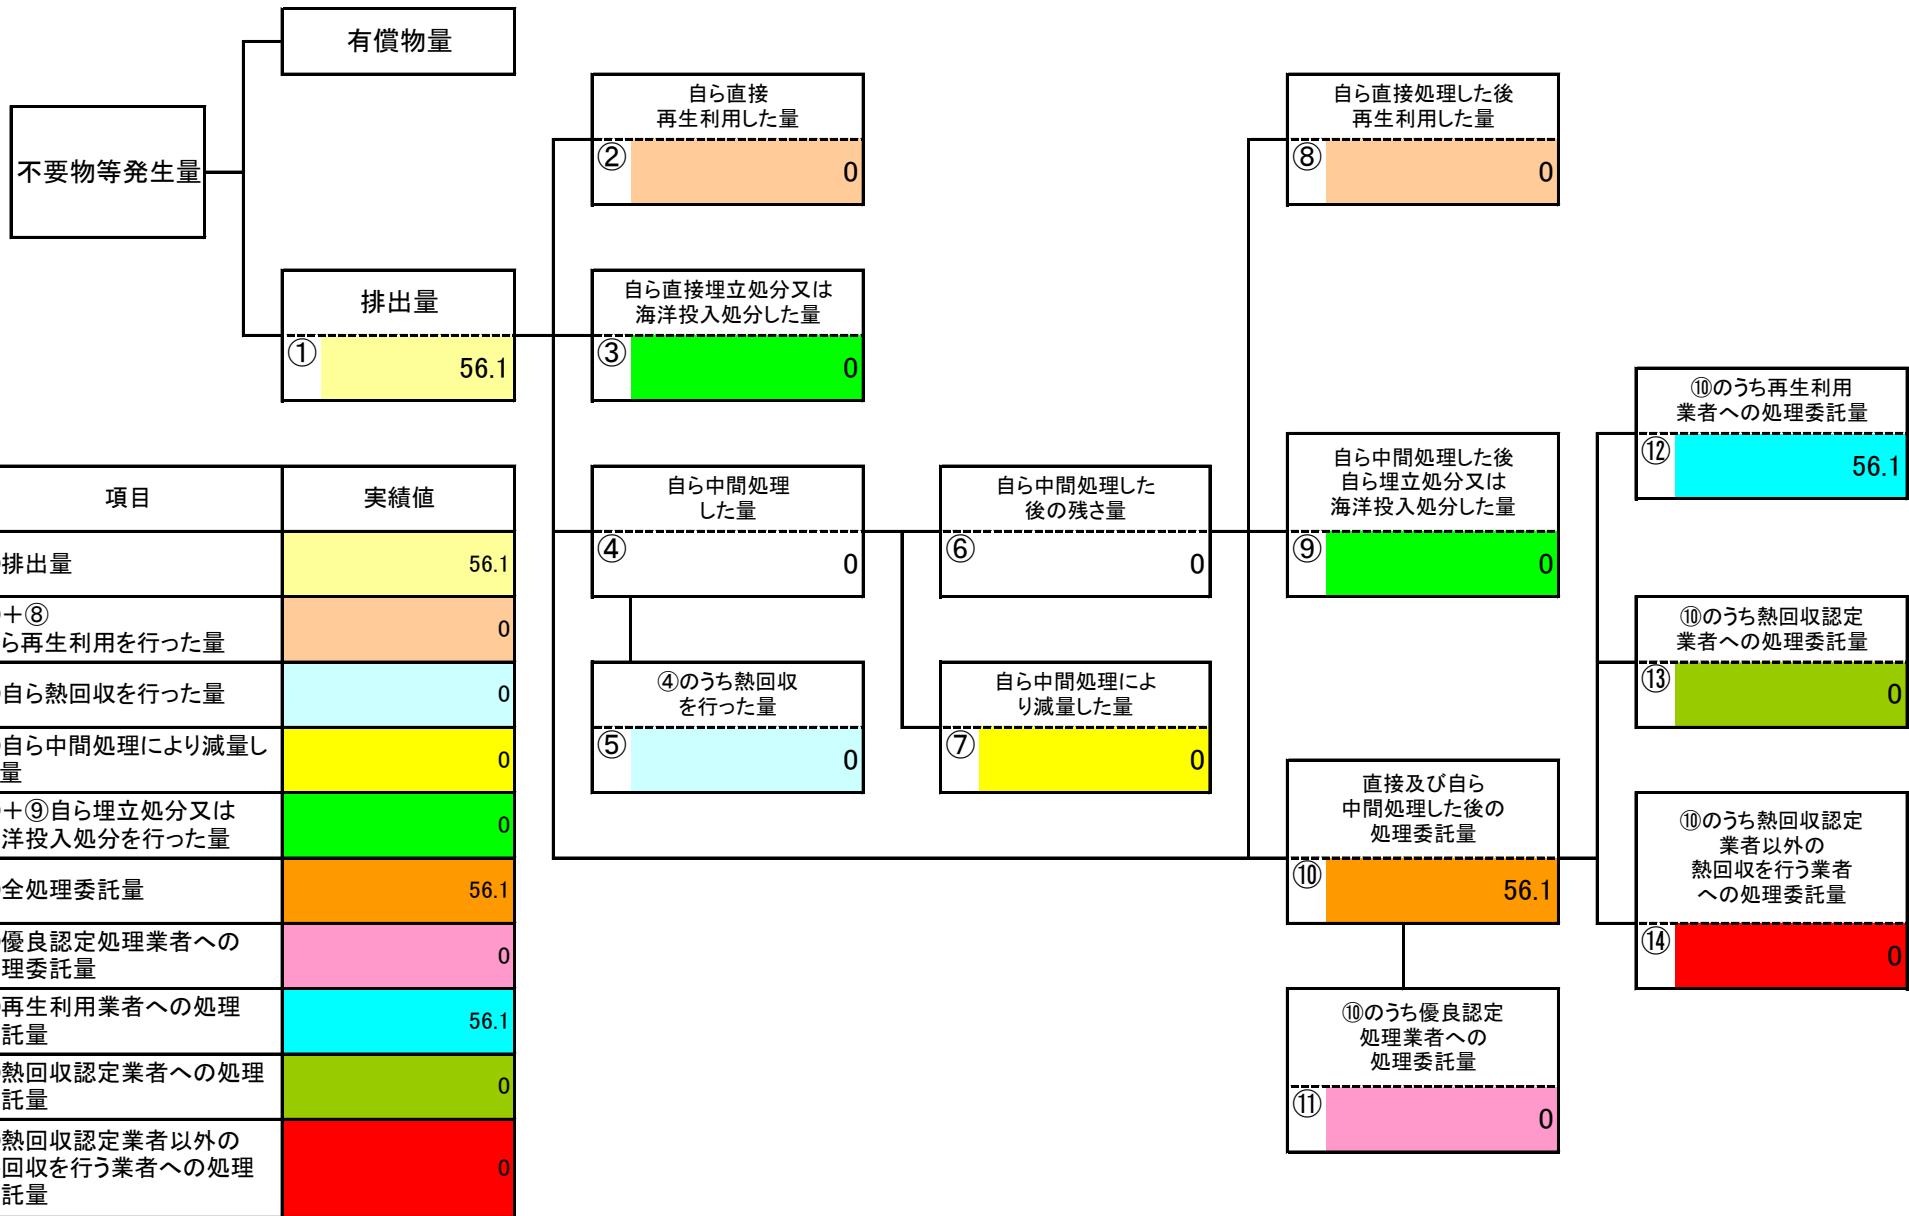 有償物量
不要物等発生量
排出量
①
56.1
自ら直接
再生利用した量
②
0
自ら直接埋立処分又は
海洋投入処分した量
③
0
自ら中間処理
した量
④
0
④のうち熱回収
を行った量
⑤
0
自ら中間処理した
後の残さ量
⑥
0
自ら中間処理によ
り減量した量
⑦
0
自ら直接処理した後
再生利用した量
⑧
0
自ら中間処理した後
自ら埋立処分又は
海洋投入処分した量
⑨
0
直接及び自ら
中間処理した後の
処理委託量
⑩
56.1
⑩のうち優良認定
処理業者への
処理委託量
⑪
0
⑩のうち再生利用
業者への処理委託量
⑫
56.1
⑩のうち熱回収認定
業者への処理委託量
⑬
0
⑩のうち熱回収認定
業者以外の
熱回収を行う業者
への処理委託量
⑭
0
項目
実績値
排出量
56.1
+⑧
ら再生利用を行った量
0
自ら熱回収を行った量
0
自ら中間処理により減量し
量
0
+⑨自ら埋立処分又は
洋投入処分を行った量
0
全処理委託量
56.1
優良認定処理業者への
理委託量
0
再生利用業者への処理
託量
56.1
熱回収認定業者への処理
託量
0
熱回収認定業者以外の
回収を行う業者への処理
託量
0